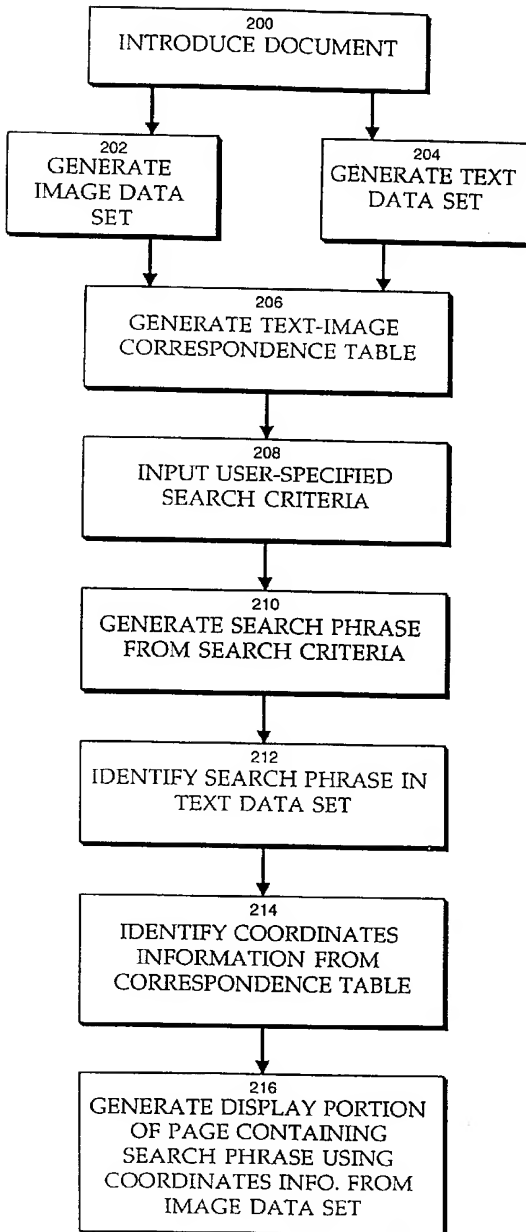 200
INTRODUCE DOCUMENT
202
GENERATE
IMAGE DATA
SET
204
GENERATE TEXT
DATA SET
206
GENERATE TEXT-IMAGE
CORRESPONDENCE TABLE
208
INPUT USER-SPECIFIED
SEARCH CRITERIA
210
GENERATE SEARCH PHRASE
FROM SEARCH CRITERIA
212
IDENTIFY SEARCH PHRASE IN
TEXT DATA SET
214
IDENTIFY COORDINATES
INFORMATION FROM
CORRESPONDENCE TABLE
216
GENERATE DISPLAY PORTION
OF PAGE CONTAINING
SEARCH PHRASE USING
COORDINATES INFO. FROM
IMAGE DATA SET